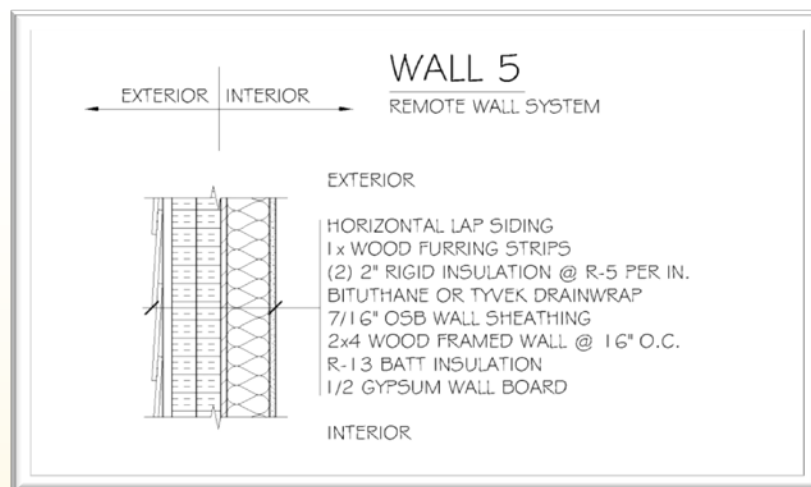 WALL 5
REMOTE WALL SYSTEM
EXTERIOR INTERIOR
EXTERIOR
HORIZONTAL LAP SIDING
1x WOOD FURRING STRIPS
(2) 2" RIGID INSULATION @ R-5 PER IN.
BITUTHANE OR TYVEK DRAINWRAP
7/16" OSB WALL SHEATHING
2x4 WOOD FRAMED WALL @ 16" O.C.
R-13 BATT INSULATION
1/2 GYPSUM WALL BOARD
INTERIOR